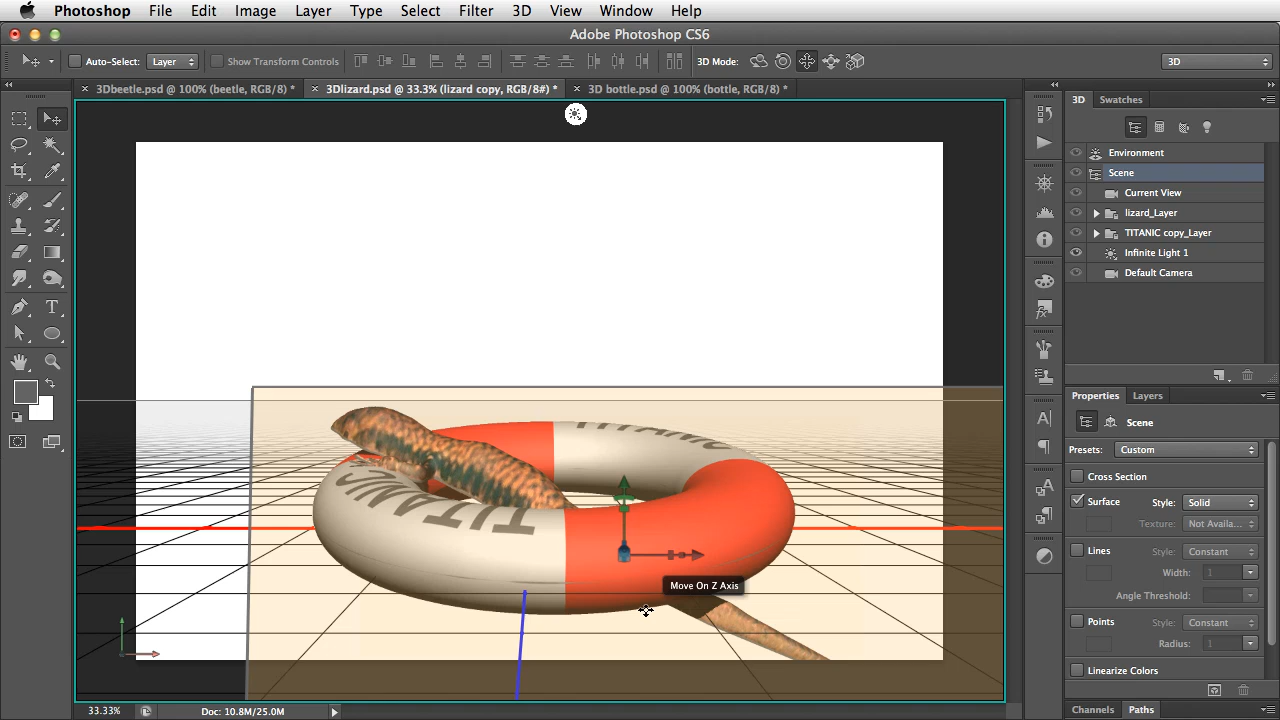 Photoshop File Edit Image Layer Type Select Filter 3D View Window Help
Adobe Photoshop CS6
Auto-Select: Layer Show Transform Controls 3D Mode: 3D
3Dbeetle.psd @ 100% (beetle, RGB/8) * 3Dlizard.psd @ 33.3% (lizard copy, RGB/8#) * 3D bottle.psd @ 100% (bottle, RGB/8) *
3D Swatches
Environment
Scene
Current View
lizard_Layer
TITANIC copy_Layer
Infinite Light 1
Default Camera
Properties Layers
Scene
Presets: Custom
Cross Section
Surface Style: Solid
Texture: Not Availa...
Lines Style: Constant
Width: 1
Angle Threshold:
Points Style: Constant
Radius: 1
Linearize Colors
Channels Paths
TITANIC
Move On Z Axis
33.33% Doc: 10.8M/25.0M